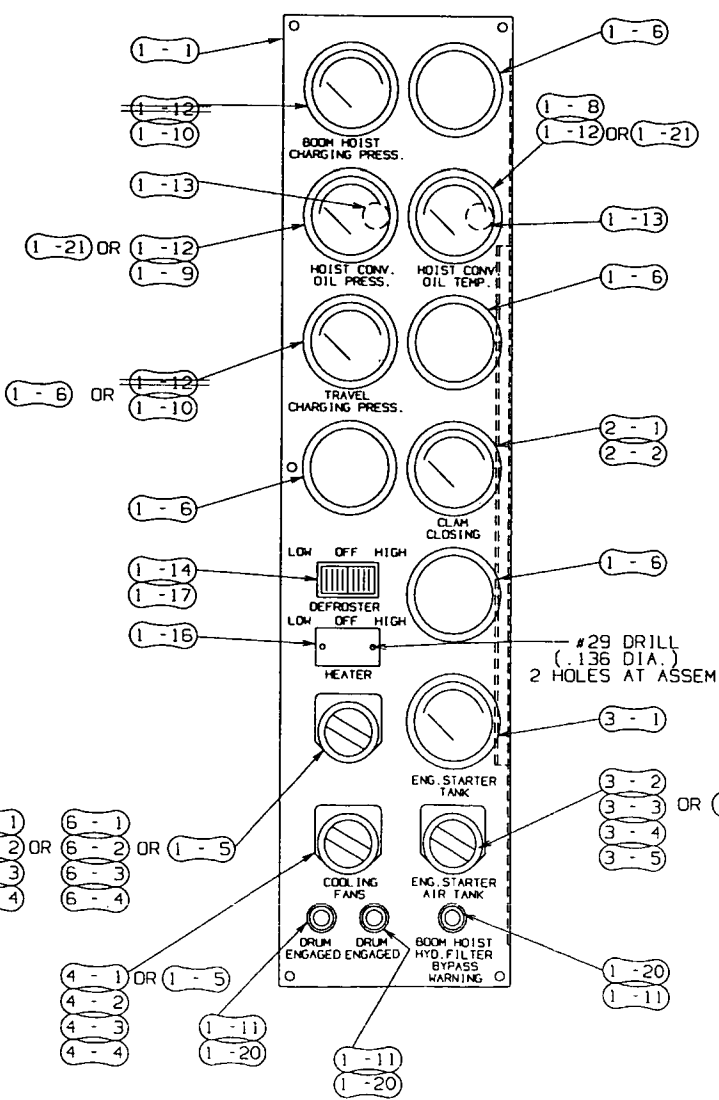 1 - 1
1 - 6
1 -12
1 -10
BOOM HOIST
CHARGING PRESS.
1 - 8
1 -12 OR 1 -21
1 -13
1 -13
1 -21 OR 1 -12
1 - 9
HOIST CONV.
OIL PRESS.
HOIST CONV
OIL TEMP.
1 - 6
1 - 6 OR 1 -12
1 -10
TRAVEL
CHARGING PRESS.
2 - 1
2 - 2
1 - 6
CLAM
CLOSING
LOW OFF HIGH
1 -14
1 -17
DEFROSTER
1 - 6
LOW OFF HIGH
1 -16
HEATER
#29 DRILL
(.136 DIA.)
2 HOLES AT ASSEM
3 - 1
ENG. STARTER
TANK
1
2 OR
3
4
6 - 1
6 - 2 OR 1 - 5
6 - 3
6 - 4
3 - 2
3 - 3 OR
3 - 4
3 - 5
COOLING
FANS
ENG. STARTER
AIR TANK
DRUM
ENGAGED
DRUM
ENGAGED
BOOM HOIST
HYD. FILTER
BYPASS
WARNING
4 - 1 OR 1 - 5
4 - 2
4 - 3
4 - 4
1 -11
1 -20
1 -11
1 -20
1 -20
1 -11